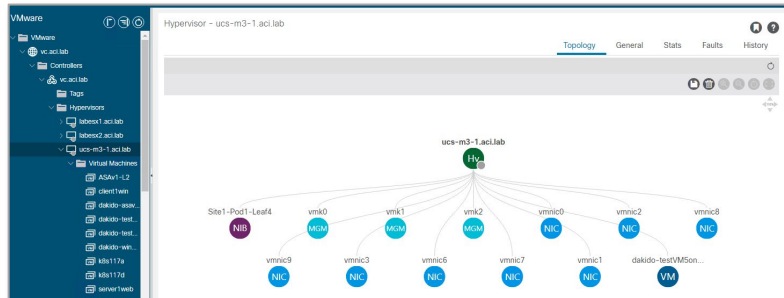 VMware
VMware
vc.aci.lab
Controllers
vc.aci.lab
Tags
Hypervisors
labesx1.aci.lab
labesx2.aci.lab
ucs-m3-1.aci.lab
Virtual Machines
ASAv1-L2
client1win
dakido-asav...
dakido-test...
dakido-test...
dakido-win...
k8s117a
k8s117d
server1web
Hypervisor - ucs-m3-1.aci.lab
Topology General Stats Faults History
ucs-m3-1.aci.lab
Hv
Site1-Pod1-Leaf4 vmk0 vmk1 vmk2 vmnic0 vmnic2 vmnic8
NIB MGM MGM MGM NIC NIC NIC
vmnic9 vmnic3 vmnic6 vmnic7 vmnic1 dakido-testVM5on...
NIC NIC NIC NIC NIC VM